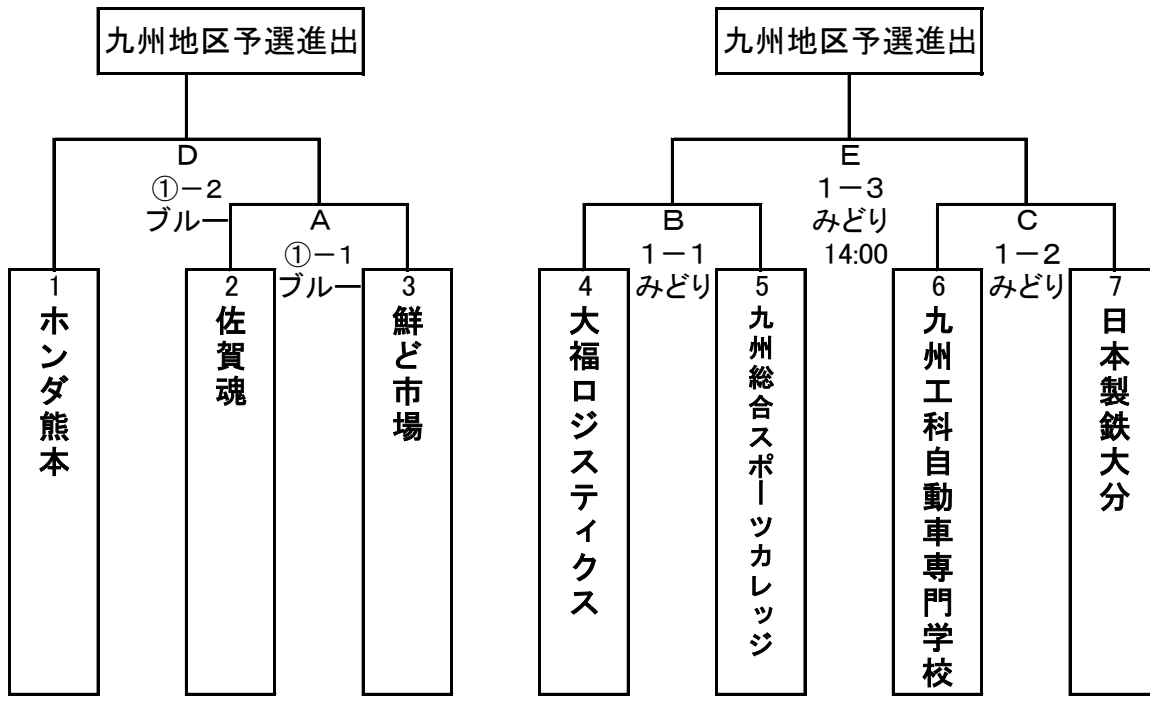 九州地区予選進出
九州地区予選進出
D
①－2
ブルー
E
1－3
みどり
14:00
A
①－1
ブルー
B
1－1
みどり
C
1－2
みどり
1
ホンダ熊本
2
佐賀魂
3
鮮ど市場
4
大福ロジスティクス
5
九州総合スポーツカレッジ
6
九州工科自動車専門学校
7
日本製鉄大分